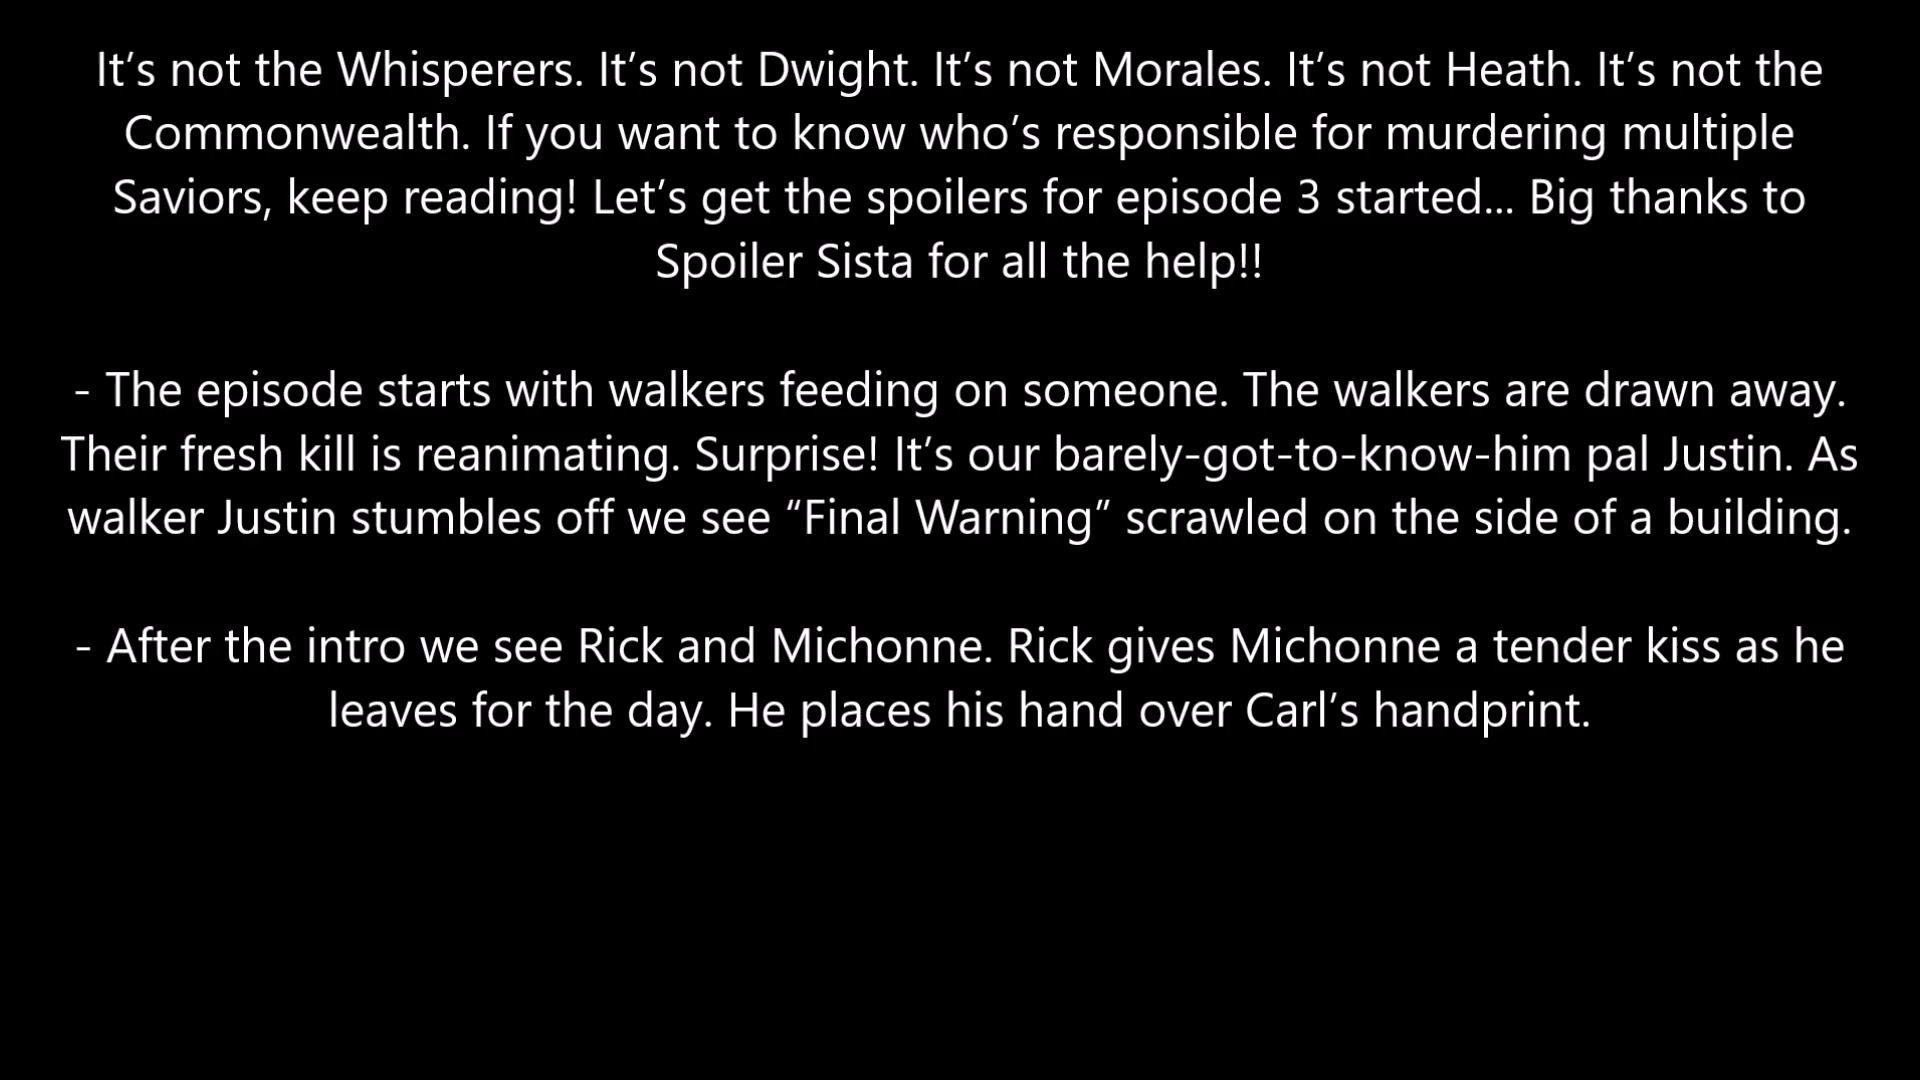 It’s not the Whisperers. It’s not Dwight. It’s not Morales. It’s not Heath. It’s not the
Commonwealth. If you want to know who’s responsible for murdering multiple
Saviors, keep reading! Let’s get the spoilers for episode 3 started... Big thanks to
Spoiler Sista for all the help!!
- The episode starts with walkers feeding on someone. The walkers are drawn away.
Their fresh kill is reanimating. Surprise! It’s our barely-got-to-know-him pal Justin. As
walker Justin stumbles off we see “Final Warning” scrawled on the side of a building.
- After the intro we see Rick and Michonne. Rick gives Michonne a tender kiss as he
leaves for the day. He places his hand over Carl’s handprint.